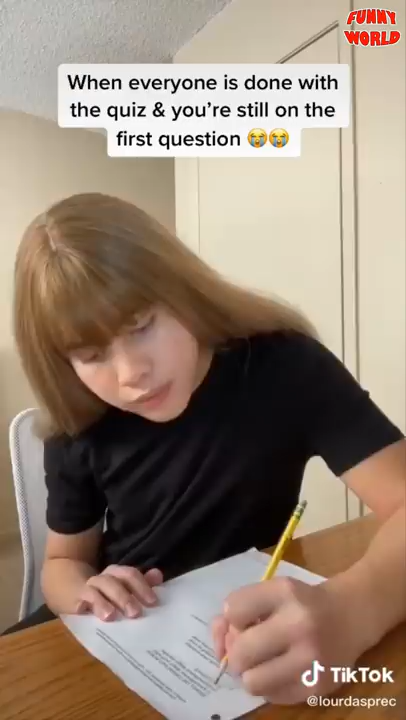 FUNNY
WORLD
When everyone is done with
the quiz & you’re still on the
first question 😭😭
TikTok
@lourdasprec